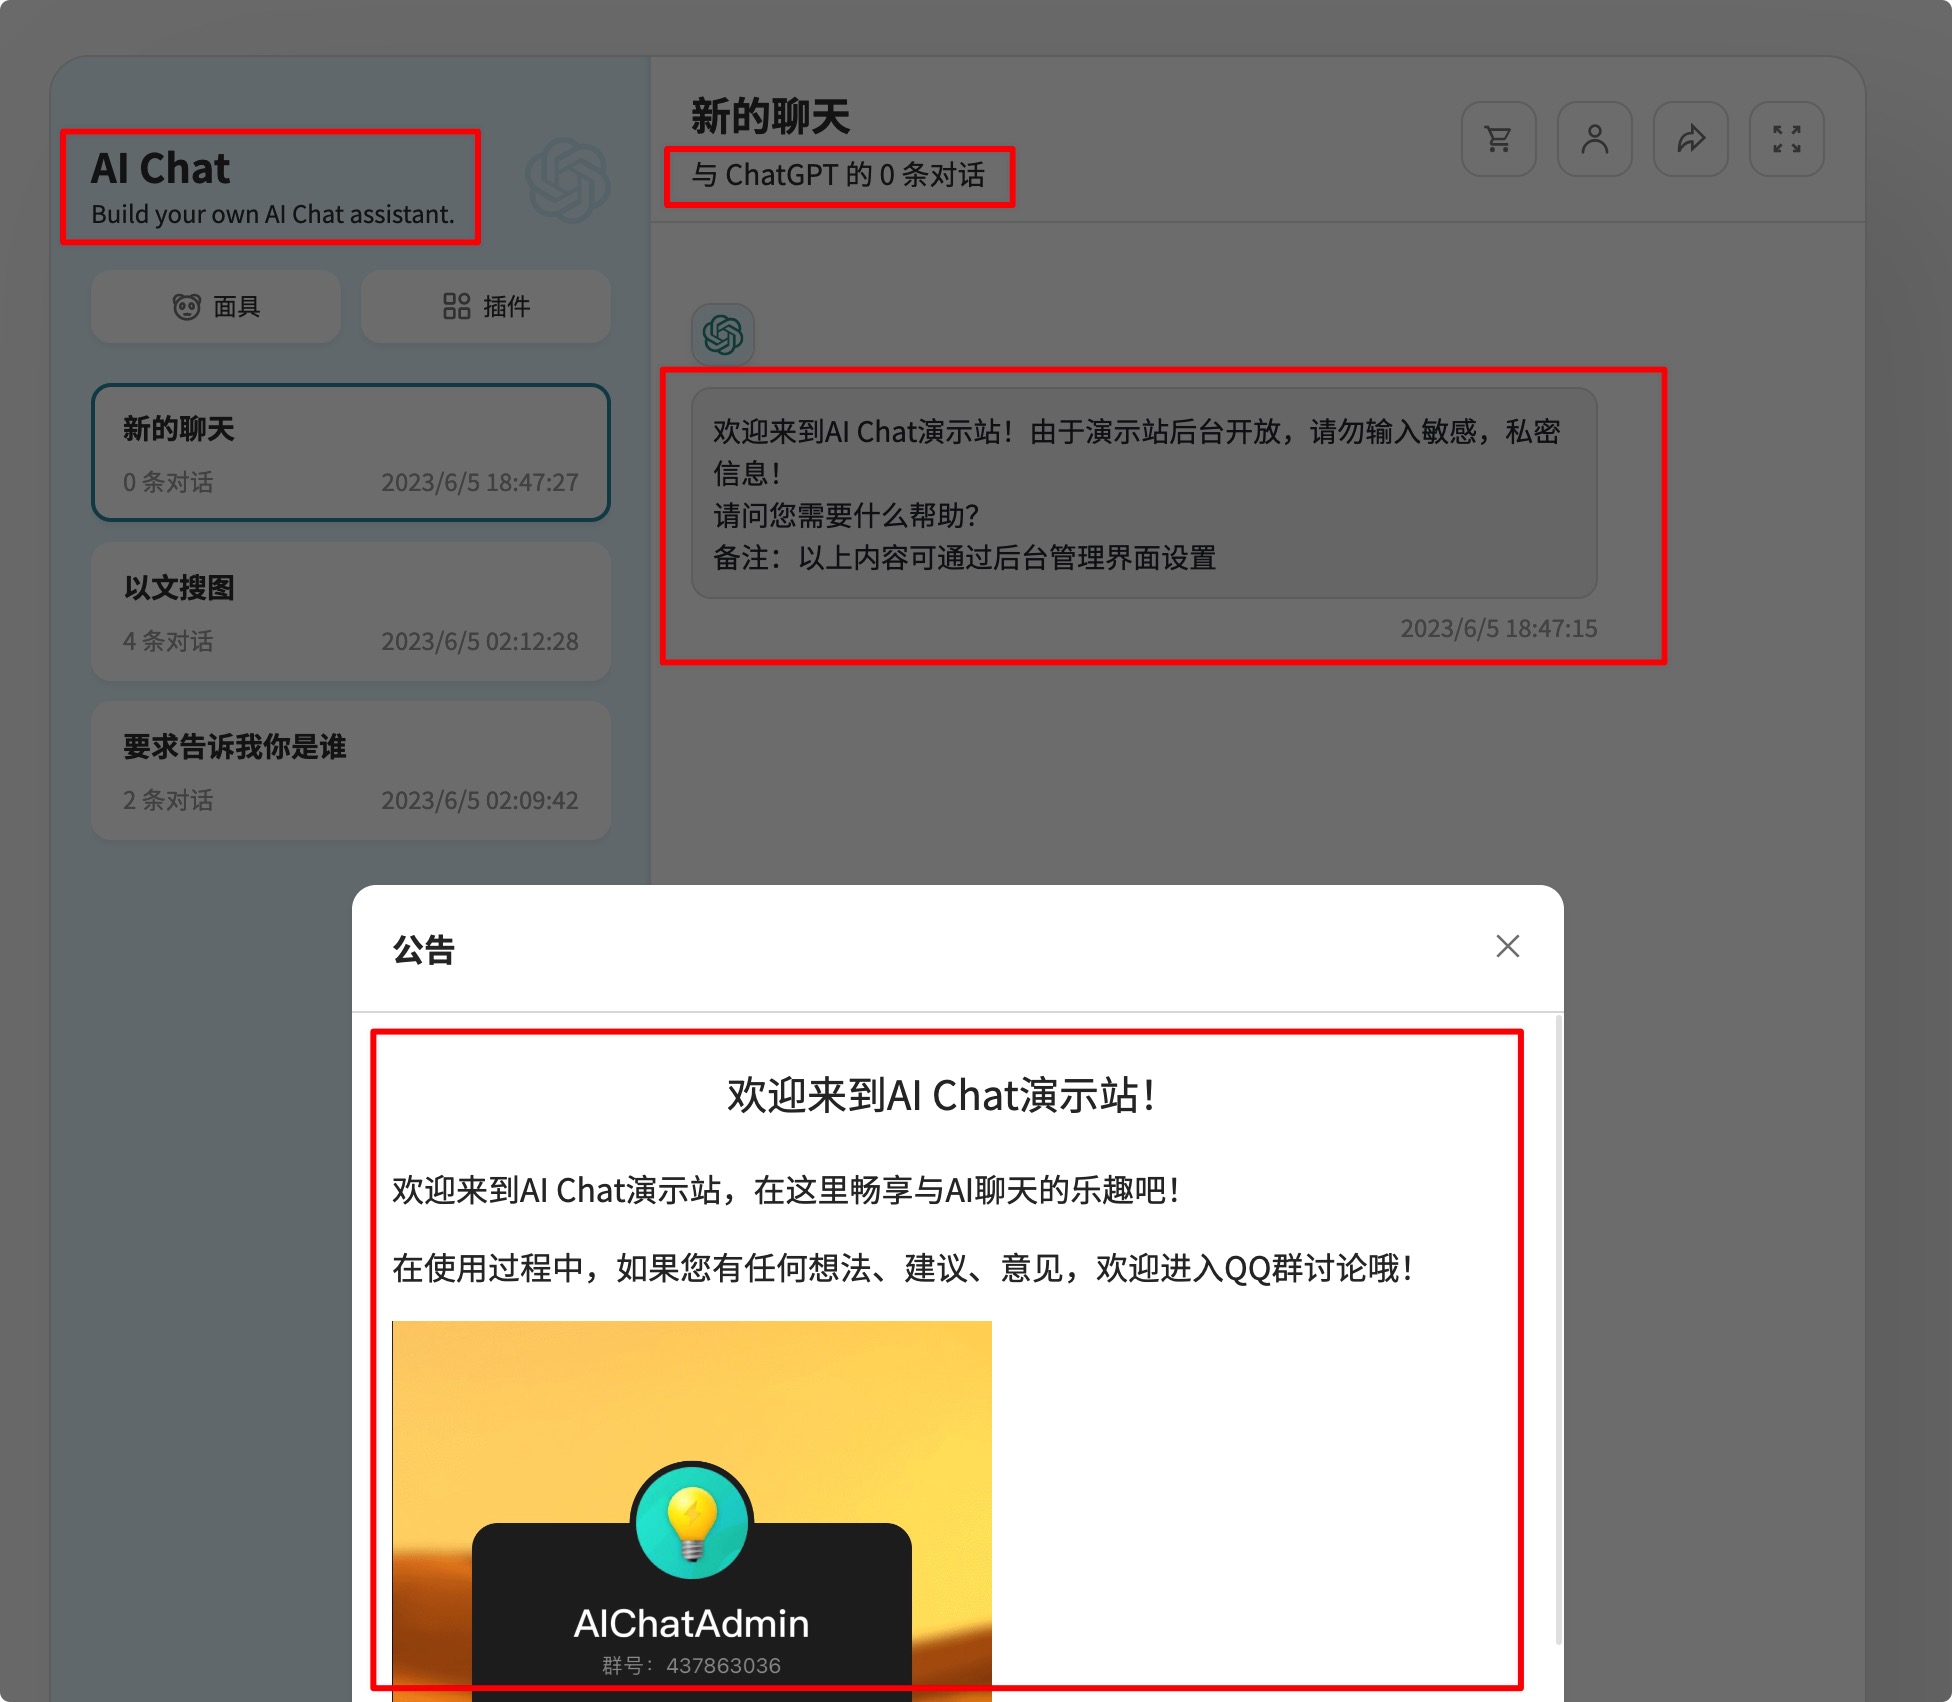 AI Chat
Build your own AI Chat assistant.
面具
插件
新的聊天
0 条对话
2023/6/5 18:47:27
以文搜图
4 条对话
2023/6/5 02:12:28
要求告诉我你是谁
2 条对话
2023/6/5 02:09:42
新的聊天
与 ChatGPT 的 0 条对话
欢迎来到AI Chat演示站！由于演示站后台开放，请勿输入敏感，私密
信息！
请问您需要什么帮助？
备注：以上内容可通过后台管理界面设置
2023/6/5 18:47:15
公告
欢迎来到AI Chat演示站！
欢迎来到AI Chat演示站，在这里畅享与AI聊天的乐趣吧！
在使用过程中，如果您有任何想法、建议、意见，欢迎进入QQ群讨论哦！
AIChatAdmin
群号：437863036